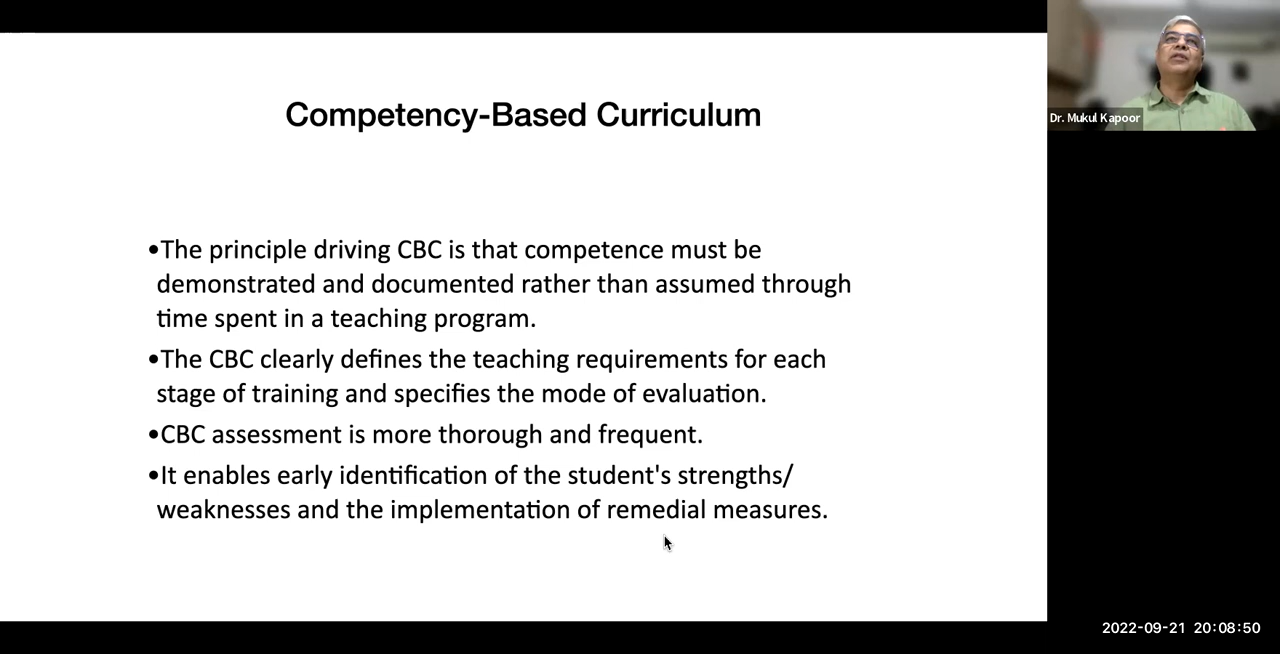 Competency-Based Curriculum
•The principle driving CBC is that competence must be
demonstrated and documented rather than assumed through
time spent in a teaching program.
•The CBC clearly defines the teaching requirements for each
stage of training and specifies the mode of evaluation.
•CBC assessment is more thorough and frequent.
•It enables early identification of the student's strengths/
weaknesses and the implementation of remedial measures.
Dr. Mukul Kapoor
2022-09-21 20:08:50